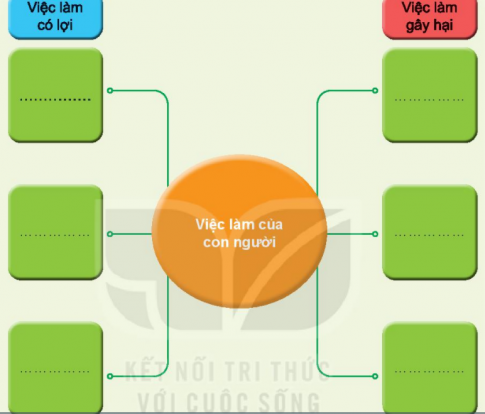 Việc làm
có lợi
Việc làm
gây hại
...............
...............
Việc làm của
con người
...............
...............
...............
...............
KẾT NỐI TRI THỨC
VỚI CUỘC SỐNG